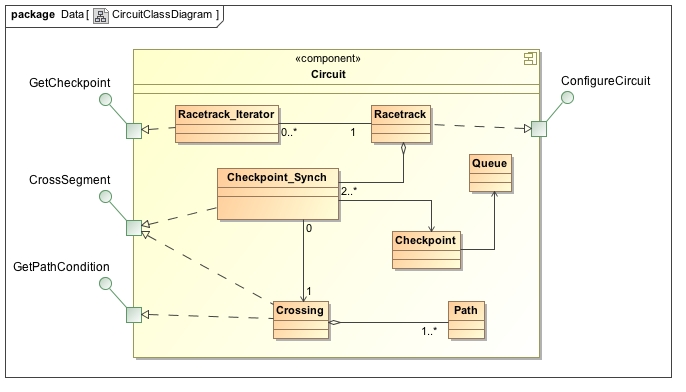 package Data[ CircuitClassDiagram ]
«component»
Circuit
GetCheckpoint
ConfigureCircuit
Racetrack_Iterator
Racetrack
0..*
1
Queue
CrossSegment
Checkpoint_Synch
2..*
0
Checkpoint
GetPathCondition
1
Crossing
Path
1..*